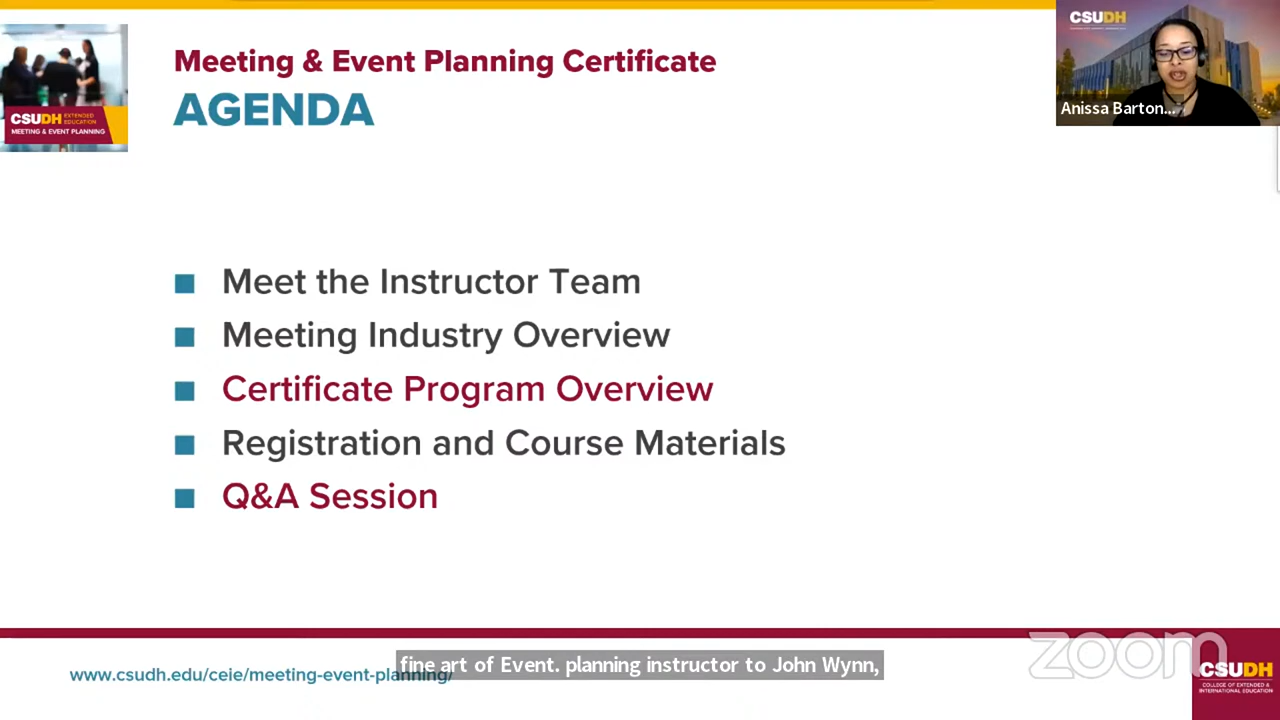 Meeting & Event Planning Certificate
AGENDA
CSUDH EXTENDED EDUCATION
MEETING & EVENT PLANNING
CSUDH
Anissa Barton...
Meet the Instructor Team
Meeting Industry Overview
Certificate Program Overview
Registration and Course Materials
Q&A Session
fine art of Event. planning instructor to John Wynn,
www.csudh.edu/ceie/meeting-event-planning/
zoom
CSUDH
COLLEGE OF EXTENDED &
INTERNATIONAL EDUCATION